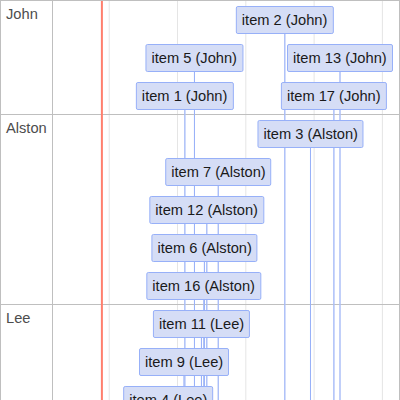 John
item 2 (John)
item 5 (John)
item 13 (John)
item 1 (John)
item 17 (John)
Alston
item 3 (Alston)
item 7 (Alston)
item 12 (Alston)
item 6 (Alston)
item 16 (Alston)
Lee
item 11 (Lee)
item 9 (Lee)
item 4 (Lee)